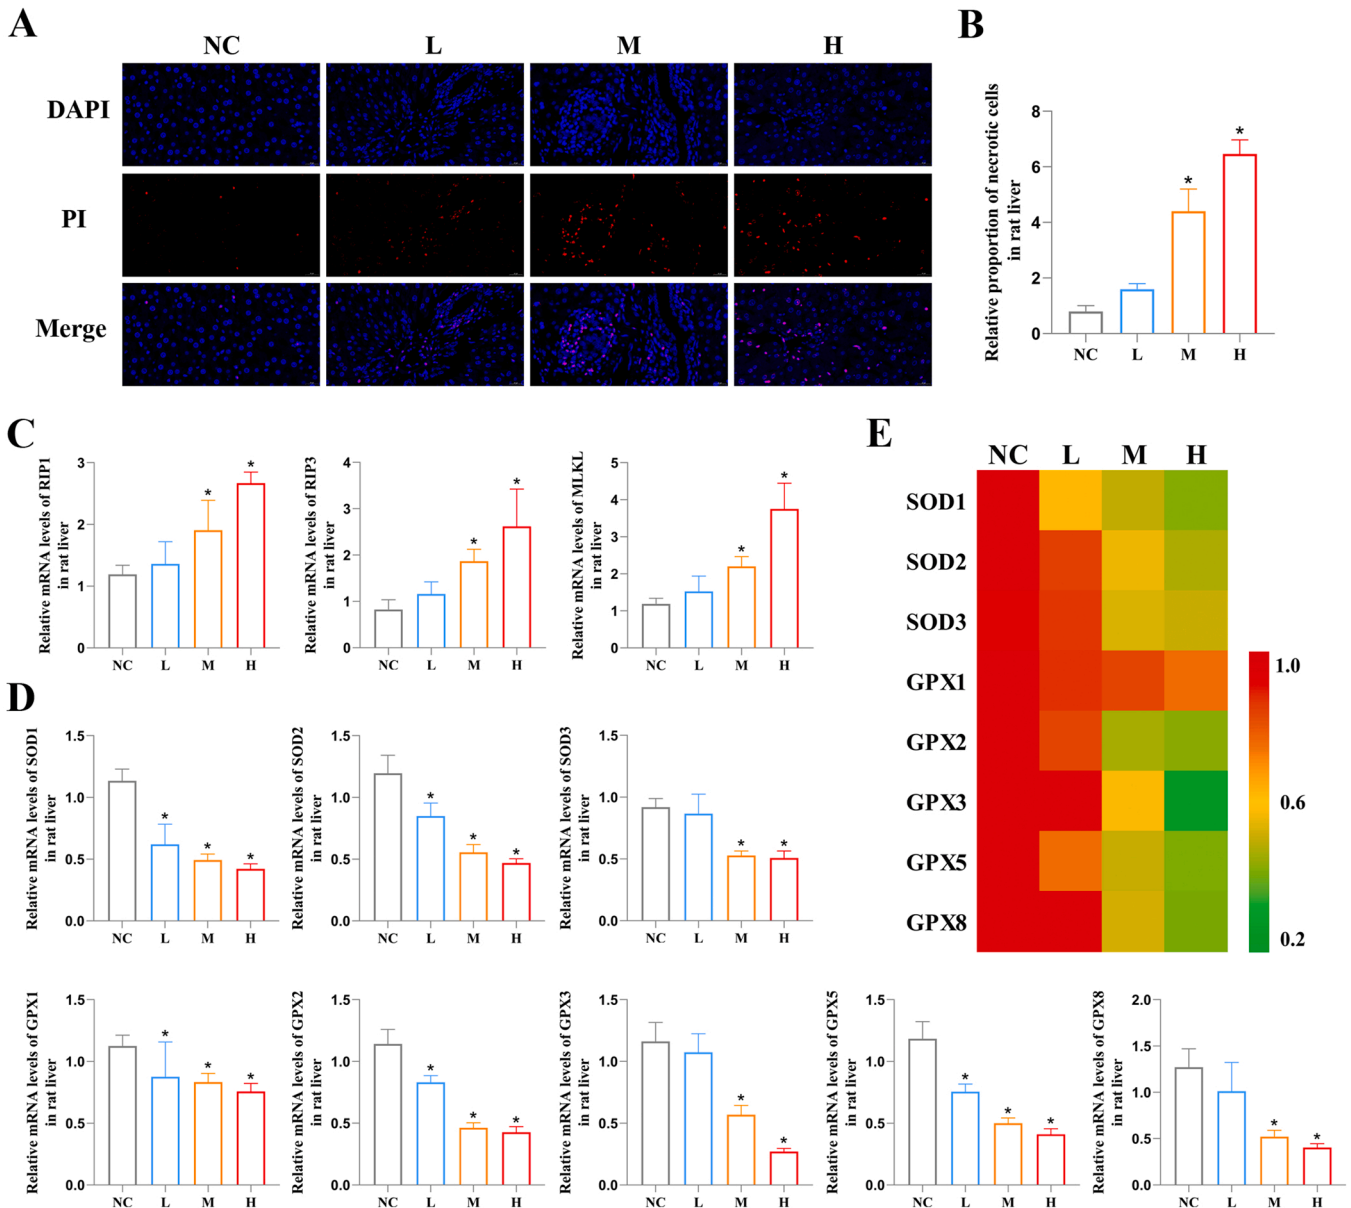 A
NC L M H
DAPI
PI
Merge
B
Relative proportion of necrotic cells
in rat liver
8
6
4
2
0
NC L M H
* *
C
Relative mRNA levels of RIP1
in rat liver
3
2
1
0
* *
NC L M H
Relative mRNA levels of RIP3
in rat liver
4
3
2
1
0
* *
NC L M H
Relative mRNA levels of MLKL
in rat liver
5
4
3
2
1
0
* *
NC L M H
D
Relative mRNA levels of SOD1
in rat liver
1.5
1.0
0.5
0.0
* * *
NC L M H
Relative mRNA levels of SOD2
in rat liver
1.5
1.0
0.5
0.0
* * *
NC L M H
Relative mRNA levels of SOD3
in rat liver
1.5
1.0
0.5
0.0
* *
NC L M H
Relative mRNA levels of GPX1
in rat liver
1.5
1.0
0.5
0.0
* * *
NC L M H
Relative mRNA levels of GPX2
in rat liver
1.5
1.0
0.5
0.0
* * *
NC L M H
Relative mRNA levels of GPX3
in rat liver
1.5
1.0
0.5
0.0
* *
NC L M H
Relative mRNA levels of GPX5
in rat liver
1.5
1.0
0.5
0.0
* * *
NC L M H
Relative mRNA levels of GPX8
in rat liver
2.0
1.5
1.0
0.5
0.0
* *
NC L M H
E
NC L M H
SOD1
SOD2
SOD3
GPX1
GPX2
GPX3
GPX5
GPX8
1.0
0.6
0.2